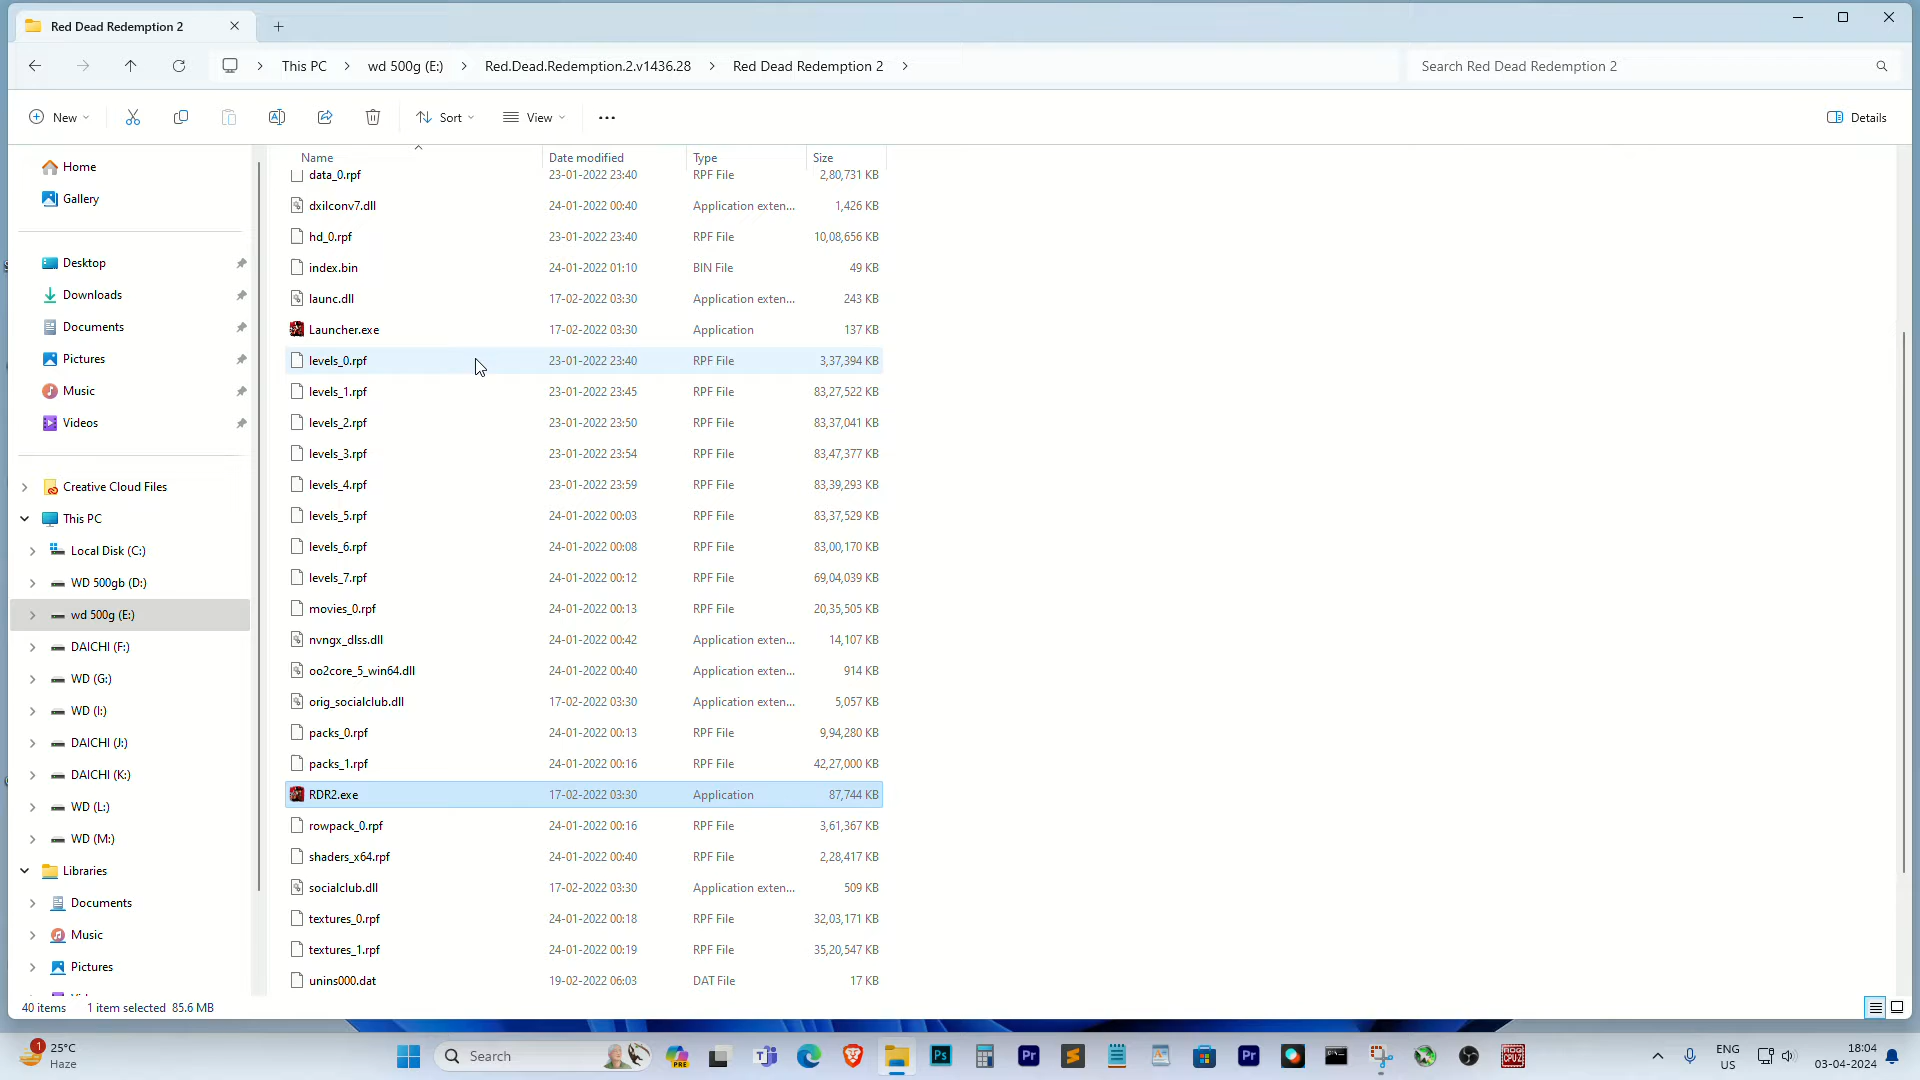 Red Dead Redemption 2
This PC > wd 500g (E:) > Red.Dead.Redemption.2.v1436.28 > Red Dead Redemption 2 >
Search Red Dead Redemption 2
New Sort View ... Details
Name Date modified Type Size
data_0.rpf 23-01-2022 23:40 RPF File 2,80,731 KB
dxilconv7.dll 24-01-2022 00:40 Application exten... 1,426 KB
hd_0.rpf 23-01-2022 23:40 RPF File 10,08,656 KB
index.bin 24-01-2022 01:10 BIN File 49 KB
launc.dll 17-02-2022 03:30 Application exten... 243 KB
Launcher.exe 17-02-2022 03:30 Application 137 KB
levels_0.rpf 23-01-2022 23:40 RPF File 3,37,394 KB
levels_1.rpf 23-01-2022 23:45 RPF File 83,27,522 KB
levels_2.rpf 23-01-2022 23:50 RPF File 83,37,041 KB
levels_3.rpf 23-01-2022 23:54 RPF File 83,47,377 KB
levels_4.rpf 23-01-2022 23:59 RPF File 83,39,293 KB
levels_5.rpf 24-01-2022 00:03 RPF File 83,37,529 KB
levels_6.rpf 24-01-2022 00:08 RPF File 83,00,170 KB
levels_7.rpf 24-01-2022 00:12 RPF File 69,04,039 KB
movies_0.rpf 24-01-2022 00:13 RPF File 20,35,505 KB
nvngx_dlss.dll 24-01-2022 00:42 Application exten... 14,107 KB
oo2core_5_win64.dll 24-01-2022 00:40 Application exten... 914 KB
orig_socialclub.dll 17-02-2022 03:30 Application exten... 5,057 KB
packs_0.rpf 24-01-2022 00:13 RPF File 9,94,280 KB
packs_1.rpf 24-01-2022 00:16 RPF File 42,27,000 KB
RDR2.exe 17-02-2022 03:30 Application 87,744 KB
rowpack_0.rpf 24-01-2022 00:16 RPF File 3,61,367 KB
shaders_x64.rpf 24-01-2022 00:40 RPF File 2,28,417 KB
socialclub.dll 17-02-2022 03:30 Application exten... 509 KB
textures_0.rpf 24-01-2022 00:18 RPF File 32,03,171 KB
textures_1.rpf 24-01-2022 00:19 RPF File 35,20,547 KB
unins000.dat 19-02-2022 06:03 DAT File 17 KB
Home
Gallery
Desktop
Downloads
Documents
Pictures
Music
Videos
Creative Cloud Files
This PC
Local Disk (C:)
WD 500gb (D:)
wd 500g (E:)
DAICHI (F:)
WD (G:)
WD (I:)
DAICHI (J:)
DAICHI (K:)
WD (L:)
WD (M:)
Libraries
Documents
Music
Pictures
40 items 1 item selected 85.6 MB
1
25°C
Haze
Search
PRE
Ps
Pr
Pr
CPU-Z
ENG
US
18:04
03-04-2024